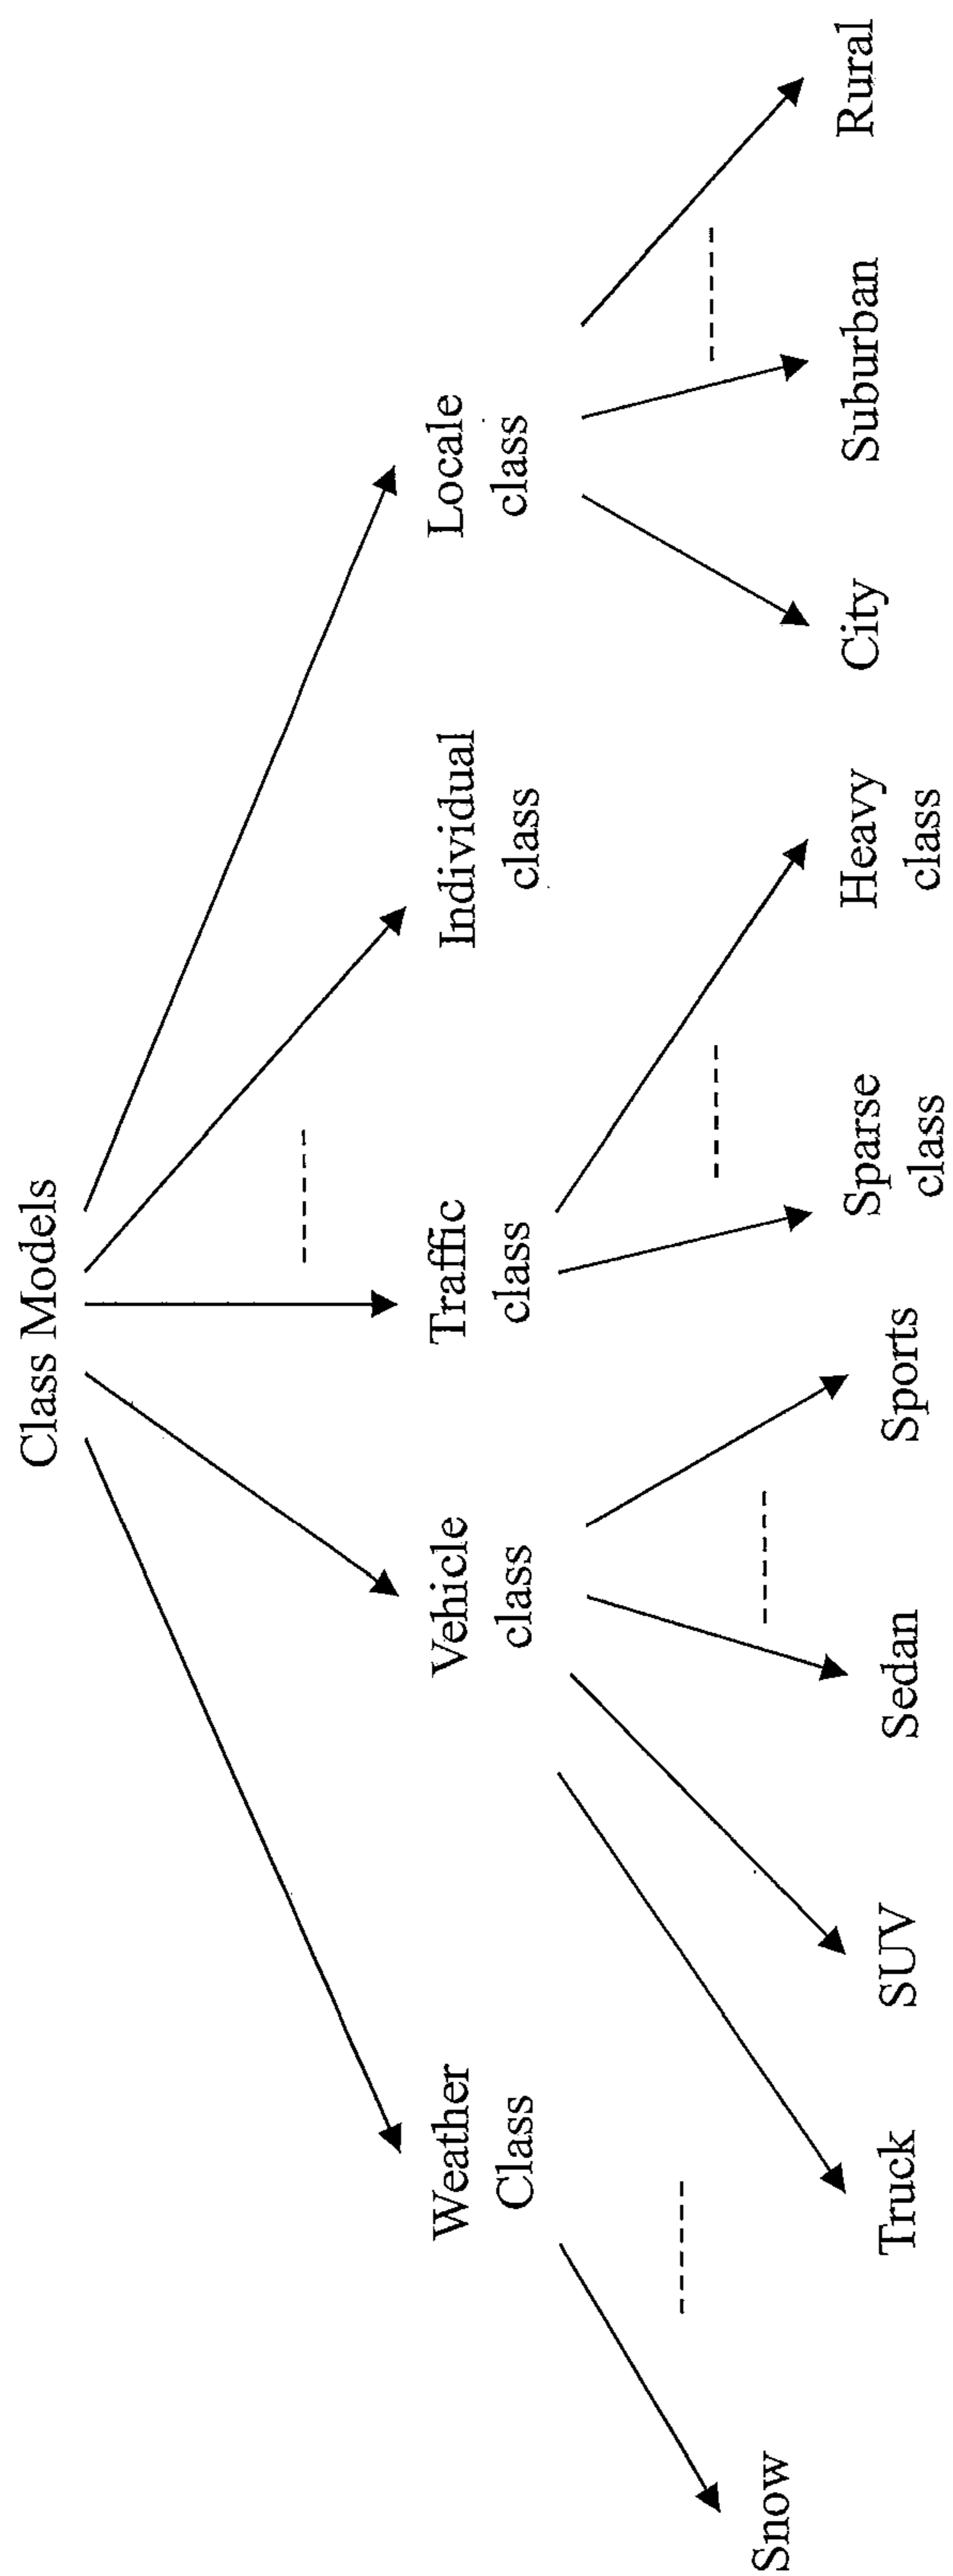 Class Models
Weather
Class
Vehicle
class
Traffic
class
Individual
class
Locale
class
Snow
Truck
SUV
Sedan
Sports
Sparse
class
Heavy
class
City
Suburban
Rural